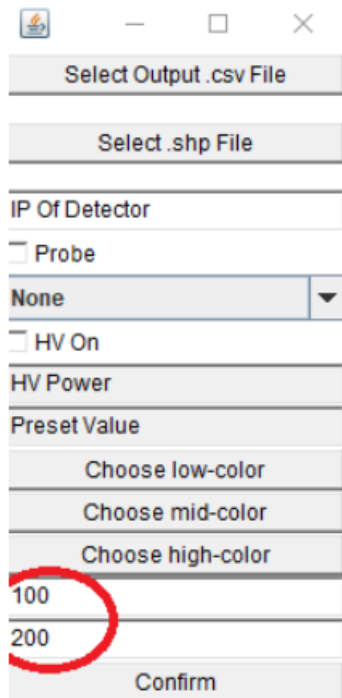 Select Output .csv File
Select .shp File
IP Of Detector
Probe
None
HV On
HV Power
Preset Value
Choose low-color
Choose mid-color
Choose high-color
100
200
Confirm